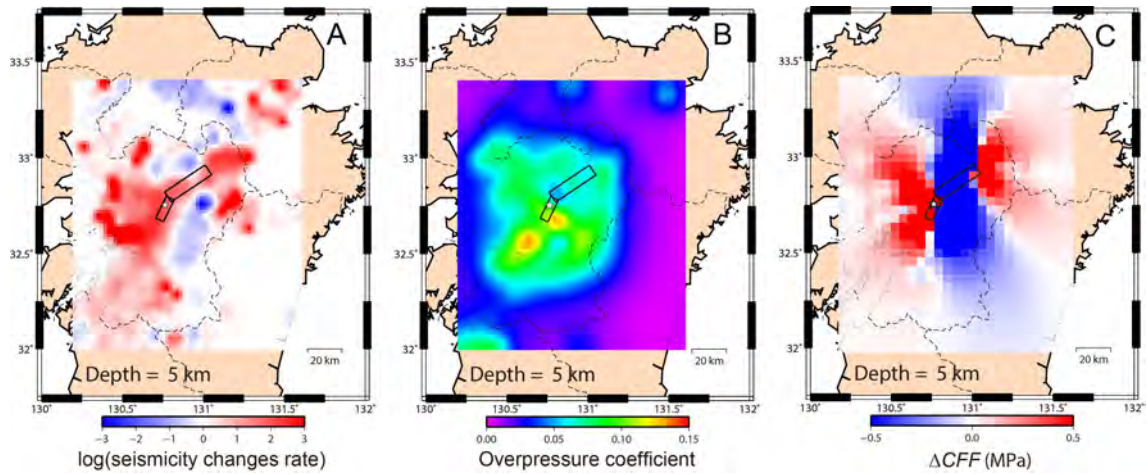 A
B
C
33.5˚
33˚
32.5˚
32˚
33.5˚
33˚
32.5˚
32˚
33.5˚
33˚
32.5˚
32˚
20 km
20 km
20 km
Depth = 5 km
Depth = 5 km
Depth = 5 km
130˚ 130.5˚ 131˚ 131.5˚ 132˚
130˚ 130.5˚ 131˚ 131.5˚ 132˚
130˚ 130.5˚ 131˚ 131.5˚ 132˚
−3 −2 −1 0 1 2 3
0.00 0.05 0.10 0.15
−0.5 0.0 0.5
log(seismicity changes rate)
Overpressure coefficient
ΔCFF (MPa)